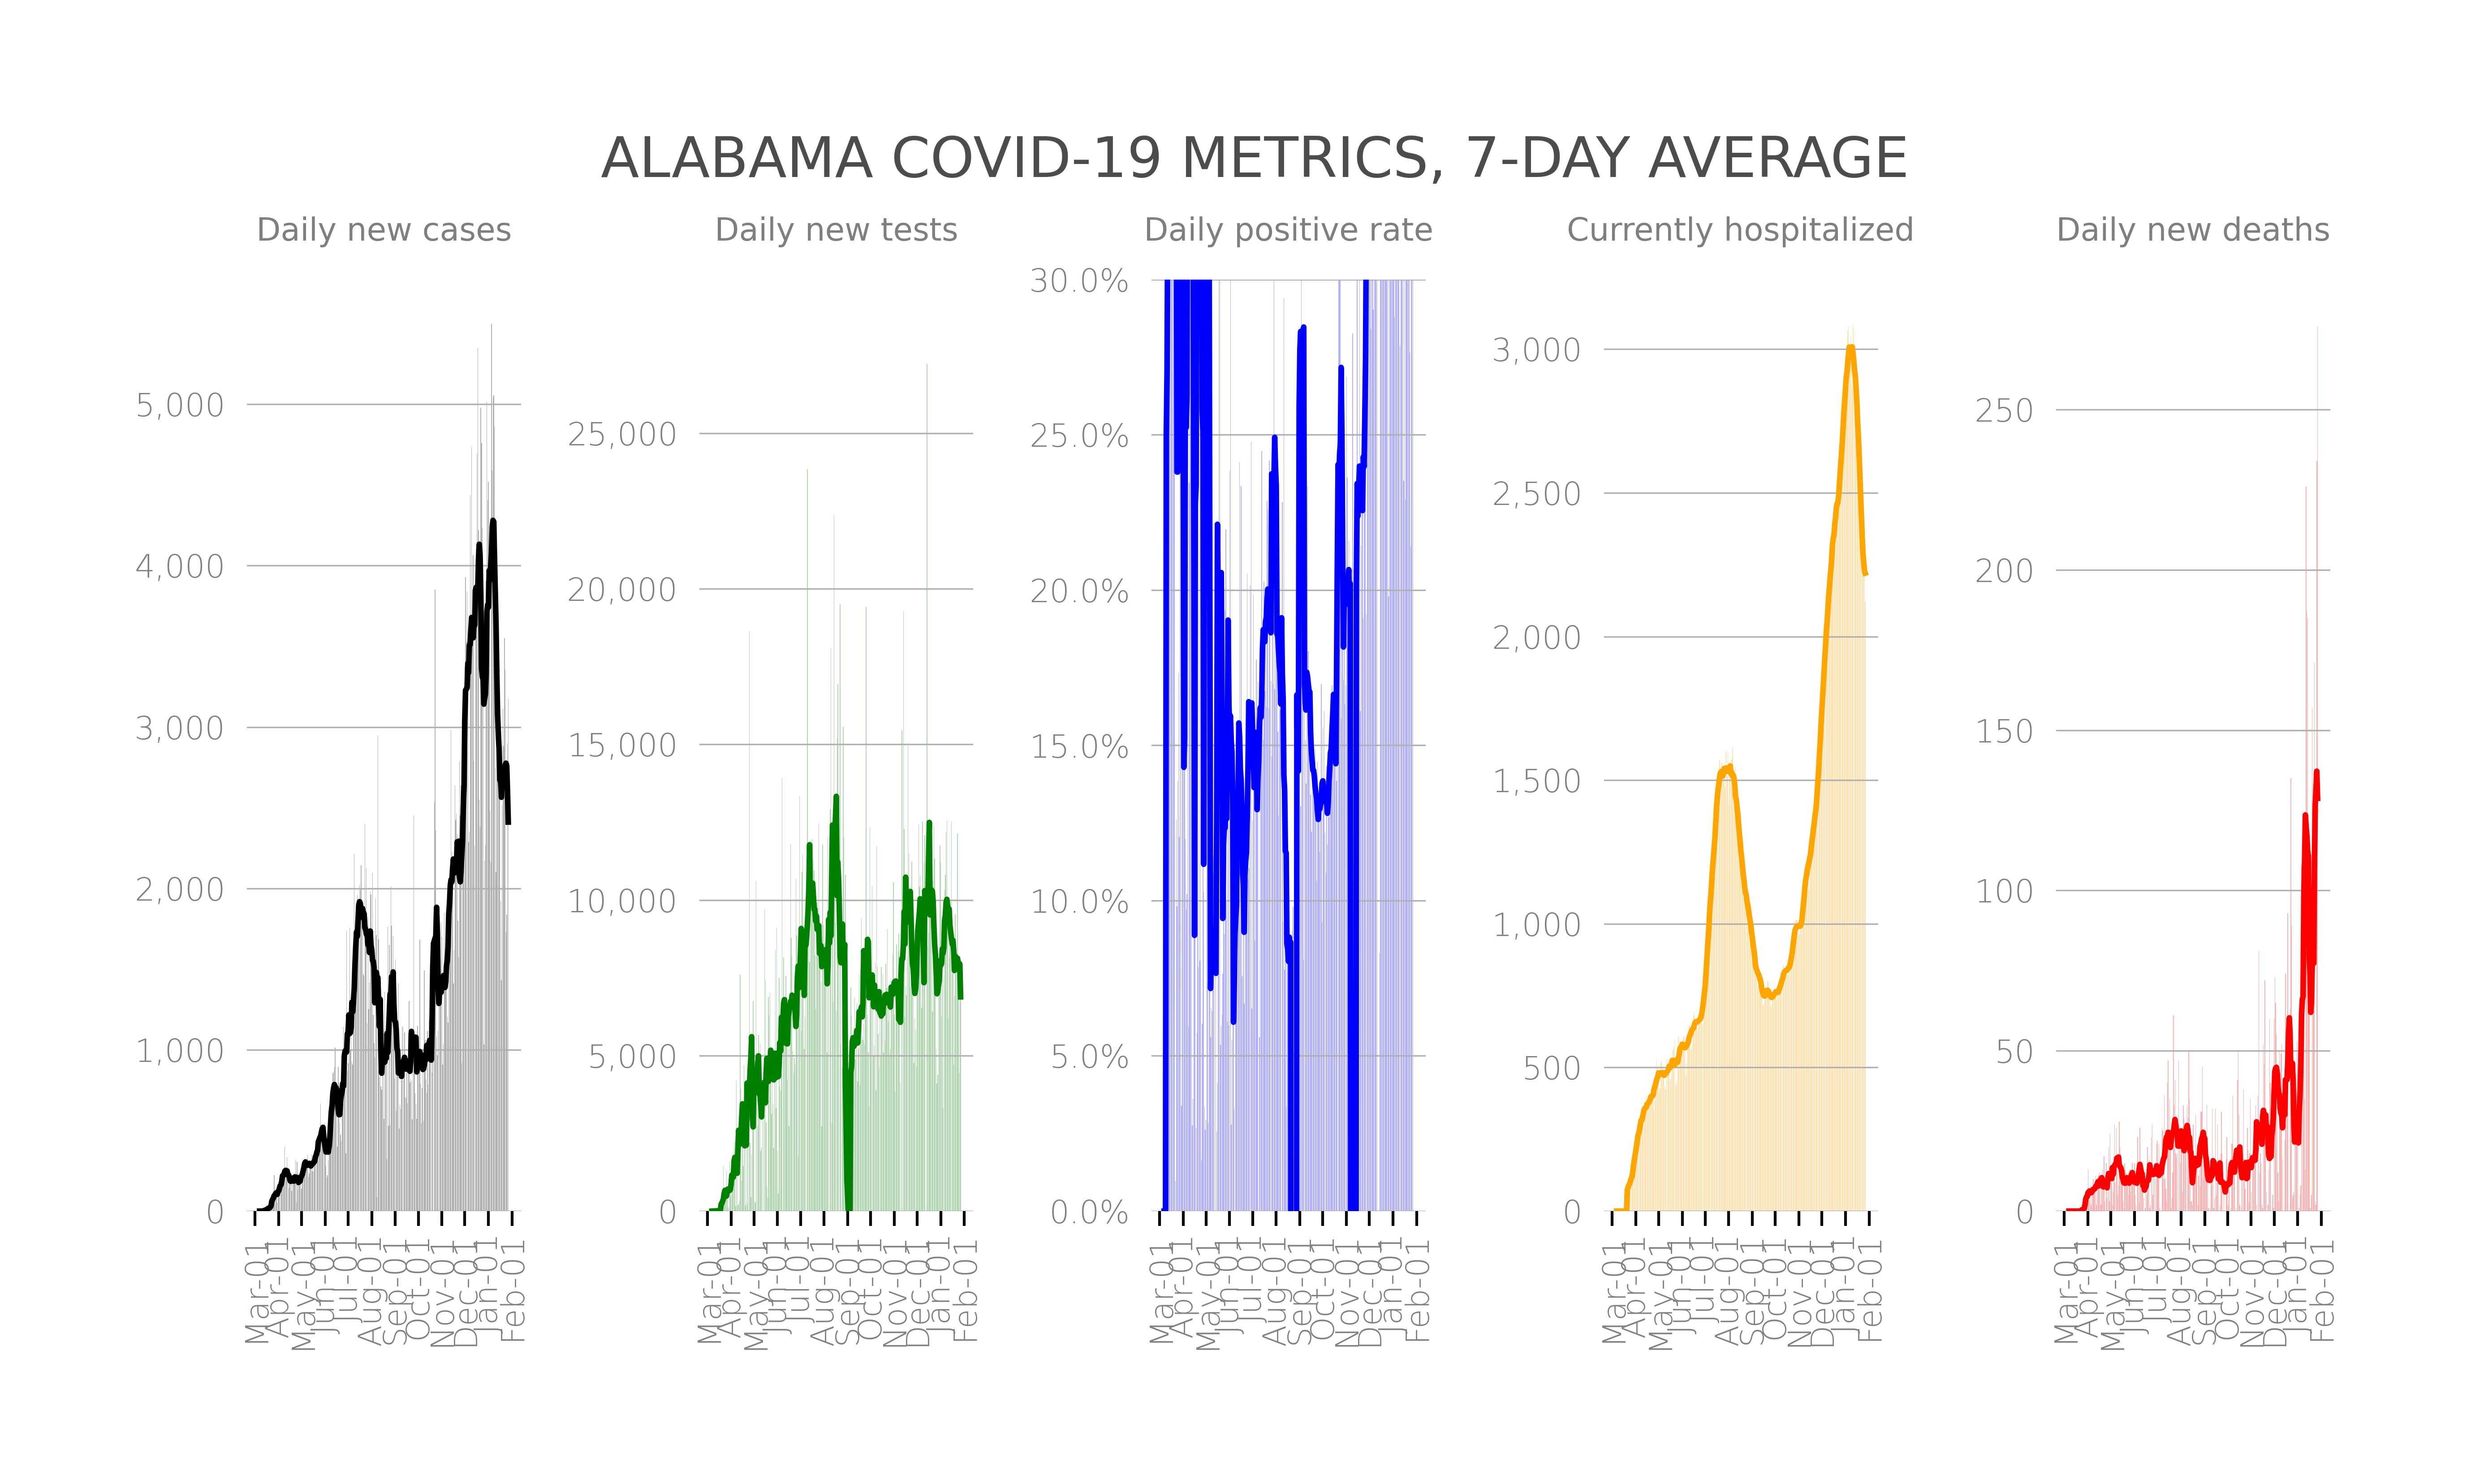 ALABAMA COVID-19 METRICS, 7-DAY AVERAGE
Daily new cases
5,000
4,000
3,000
2,000
1,000
0
Mar-01
Apr-01
May-01
Jun-01
Jul-01
Aug-01
Sep-01
Oct-01
Nov-01
Dec-01
Jan-01
Feb-01
Daily new tests
25,000
20,000
15,000
10,000
5,000
0
Mar-01
Apr-01
May-01
Jun-01
Jul-01
Aug-01
Sep-01
Oct-01
Nov-01
Dec-01
Jan-01
Feb-01
Daily positive rate
30.0%
25.0%
20.0%
15.0%
10.0%
5.0%
0.0%
Mar-01
Apr-01
May-01
Jun-01
Jul-01
Aug-01
Sep-01
Oct-01
Nov-01
Dec-01
Jan-01
Feb-01
Currently hospitalized
3,000
2,500
2,000
1,500
1,000
500
0
Mar-01
Apr-01
May-01
Jun-01
Jul-01
Aug-01
Sep-01
Oct-01
Nov-01
Dec-01
Jan-01
Feb-01
Daily new deaths
250
200
150
100
50
0
Mar-01
Apr-01
May-01
Jun-01
Jul-01
Aug-01
Sep-01
Oct-01
Nov-01
Dec-01
Jan-01
Feb-01